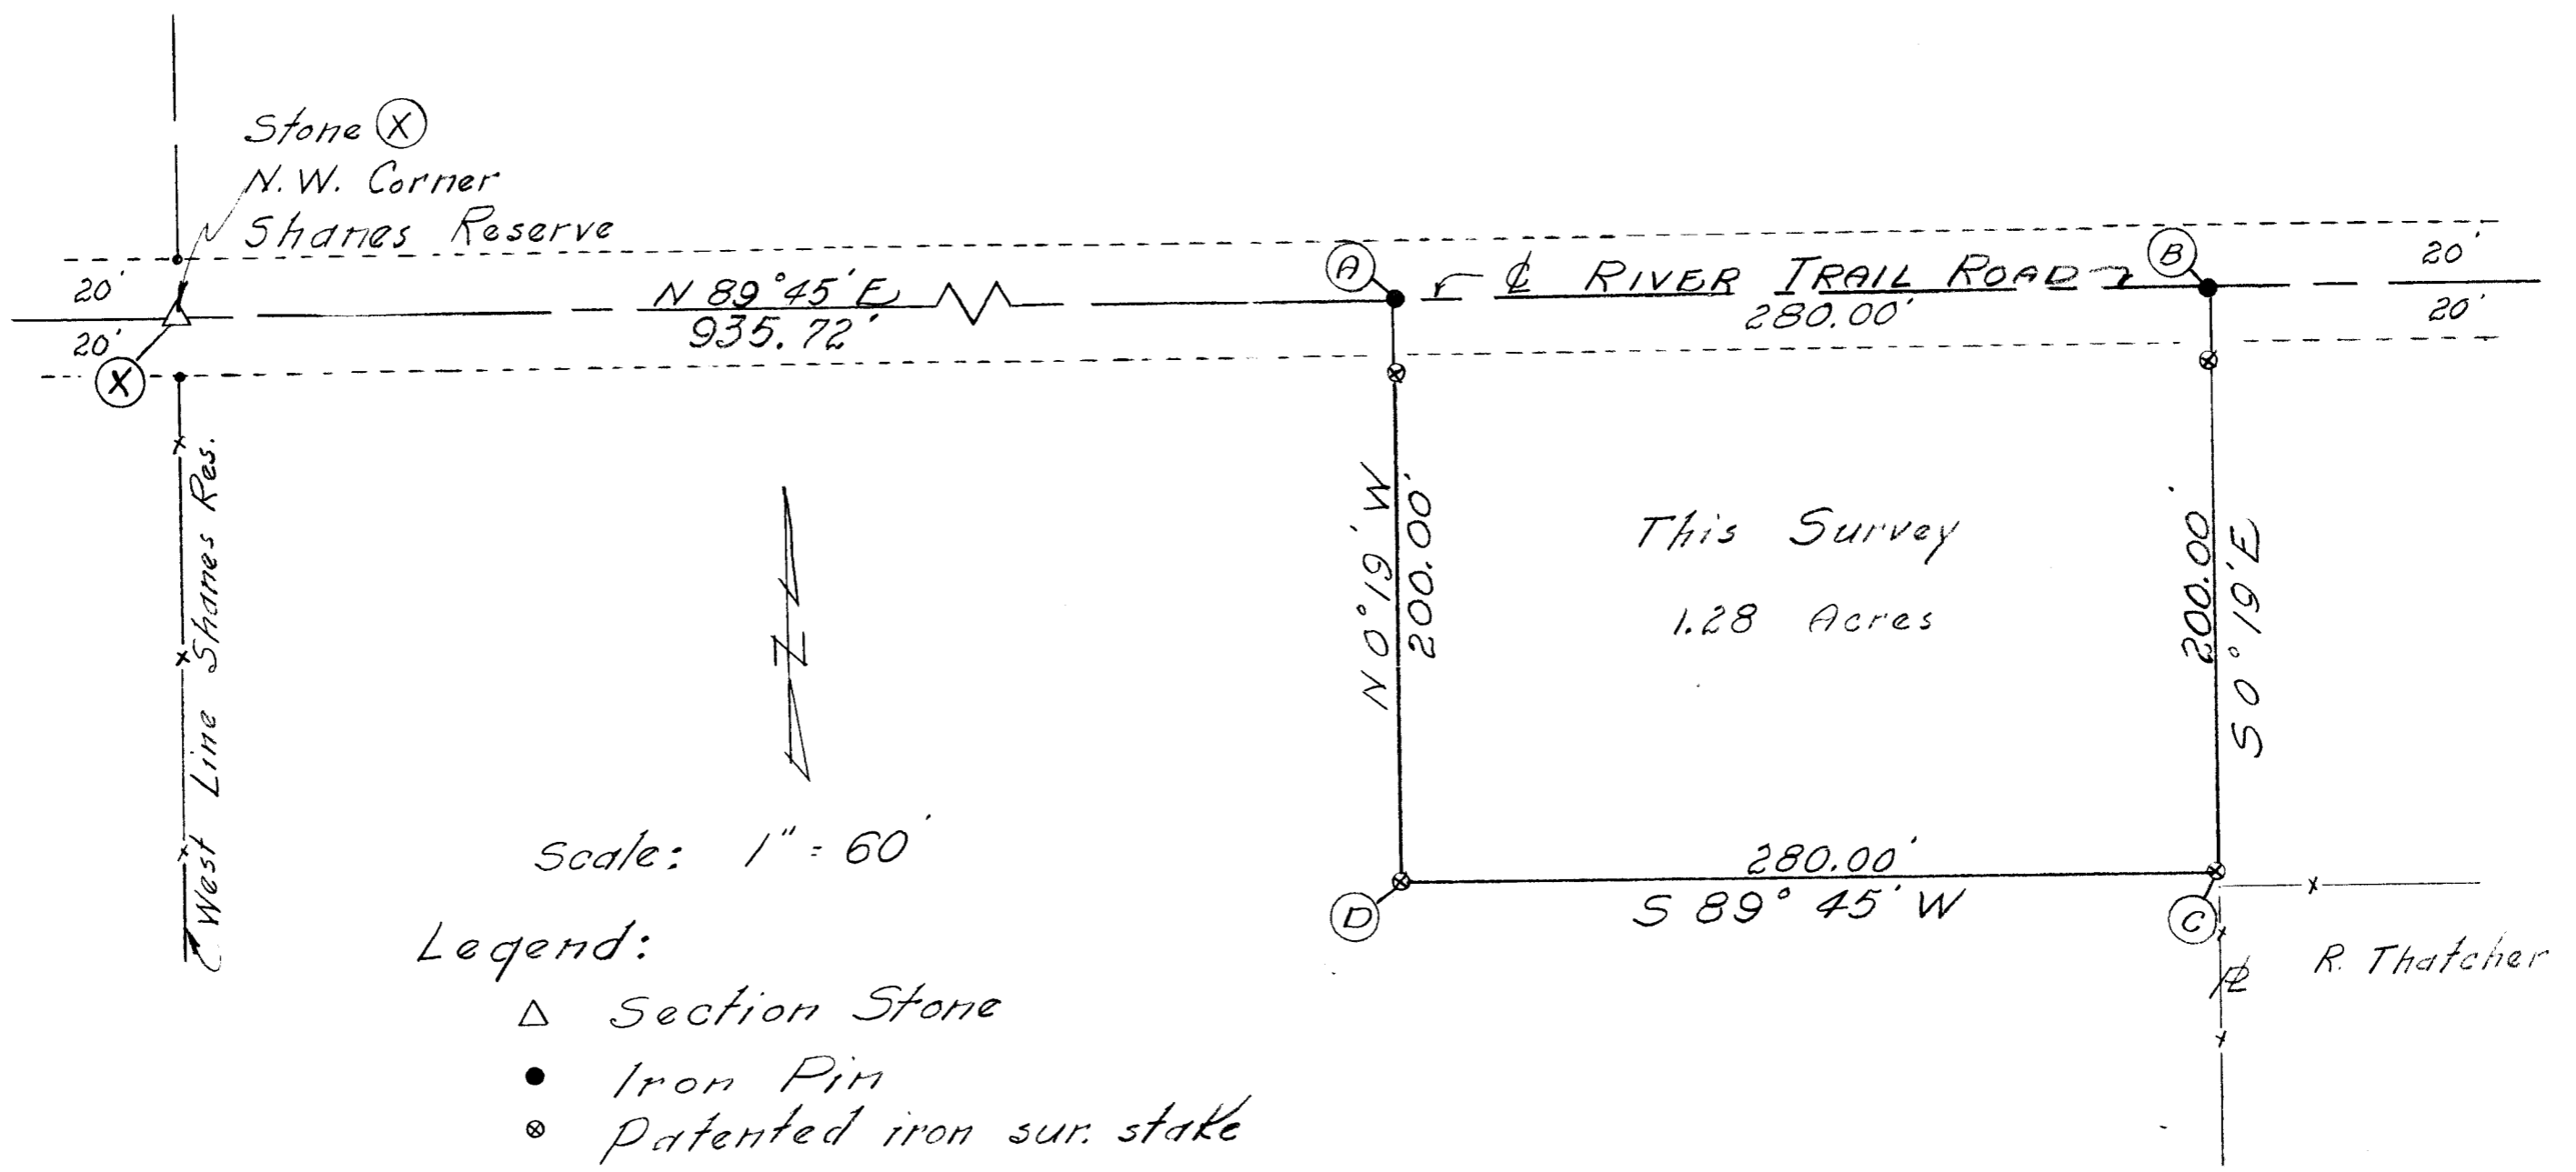 Stone Ⓧ
N.W. Corner
Shanes Reserve
20'
20'
X
N 89°45' E
935.72'
A
℄ RIVER TRAIL ROAD
280.00'
B
20'
20'
West Line Shanes Res.
N
N 0°19' W
200.00'
This Survey
1.28 Acres
200.00'
S 0°19' E
280.00'
S 89° 45' W
D
C
PL
R. Thatcher
Scale: 1" = 60'
Legend:
△ Section Stone
● Iron Pin
⊗ Patented iron sur. stake